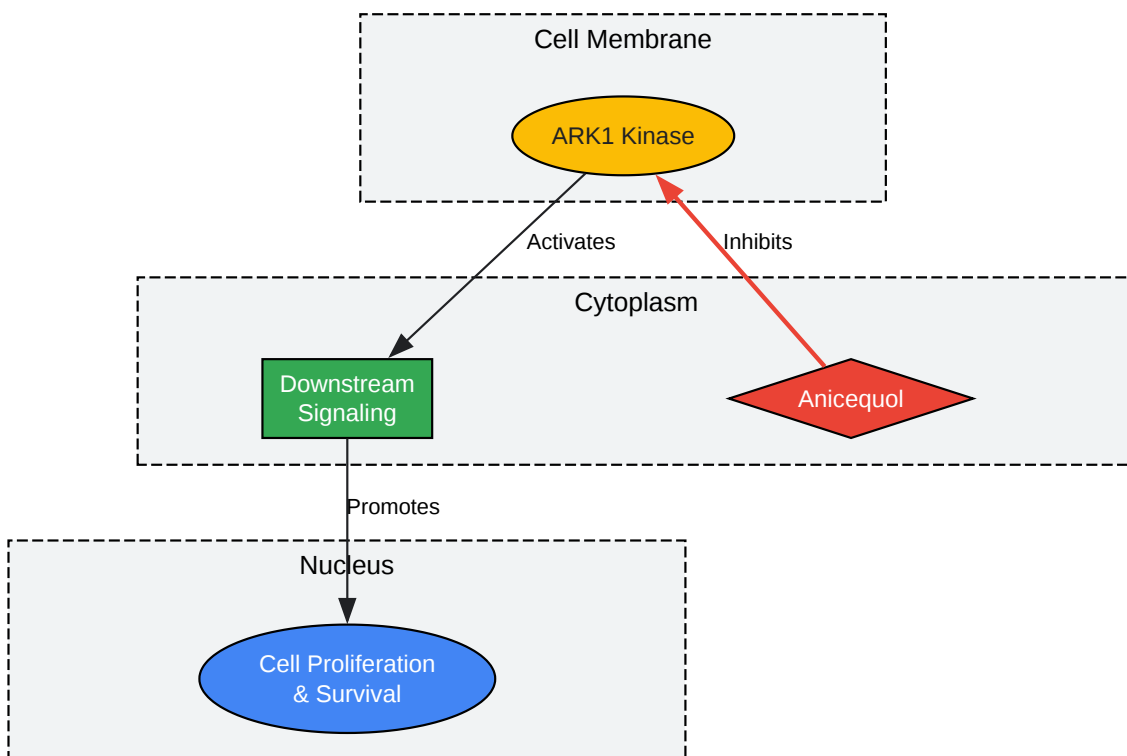 Cell Membrane
ARK1 Kinase
Activates
Inhibits
Cytoplasm
Downstream
Signaling
Anicequol
Promotes
Nucleus
Cell Proliferation
& Survival